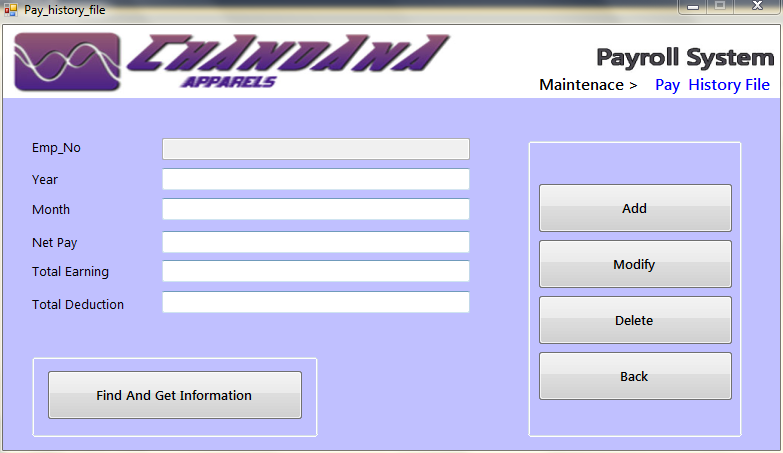 Pay_history_file
CHANDANA
APPARELS
Payroll System
Maintenace > Pay History File
Emp_No
Year
Month
Net Pay
Total Earning
Total Deduction
Find And Get Information
Add
Modify
Delete
Back